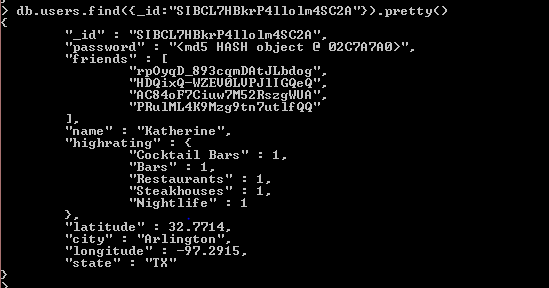 > db.users.find({_id:"SIBCL7HBkrP4llolm4SC2A"}).pretty()
{
"_id" : "SIBCL7HBkrP4llolm4SC2A",
"password" : "<md5 HASH object @ 02C7A7A0>",
"friends" : [
"rpOyqD_893cqmDAtJLbdog",
"HDQixQ-WZEV0LVPJlIGQeQ",
"AC84oF7Ciuw7M52RszgWUA",
"PRulML4K9Mzg9tn7utlfQQ"
],
"name" : "Katherine",
"highrating" : {
"Cocktail Bars" : 1,
"Bars" : 1,
"Restaurants" : 1,
"Steakhouses" : 1,
"Nightlife" : 1
},
"latitude" : 32.7714,
"city" : "Arlington",
"longitude" : -97.2915,
"state" : "TX"
}
>